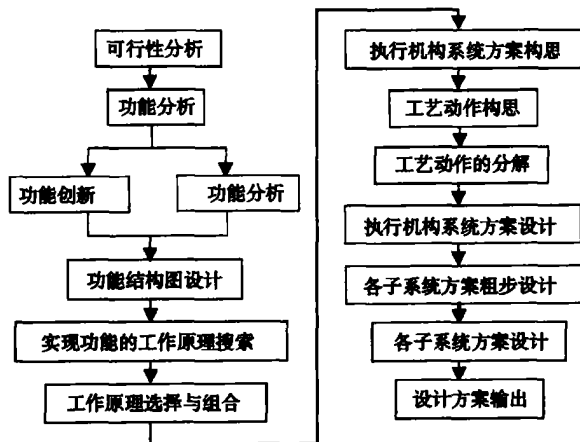 可行性分析
功能分析
功能创新
功能分析
功能结构图设计
实现功能的工作原理搜索
工作原理选择与组合
执行机构系统方案构思
工艺动作构思
工艺动作的分解
执行机构系统方案设计
各子系统方案粗步设计
各子系统方案设计
设计方案输出